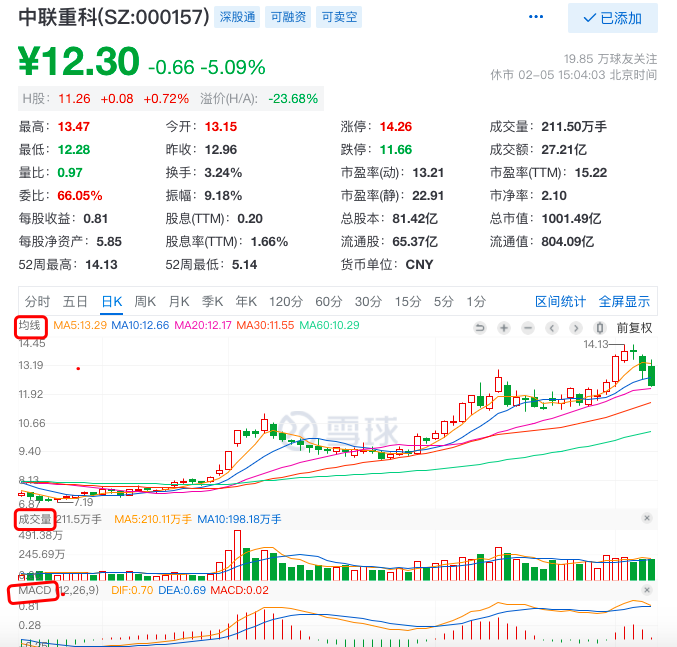 中联重科(SZ:000157) 深股通 可融资 可卖空 ··· ✓已添加
¥12.30 -0.66 -5.09%
19.85 万球友关注
休市 02-05 15:04:03 北京时间
H股: 11.26 +0.08 +0.72% 溢价(H/A): -23.68%
最高: 13.47 今开: 13.15 涨停: 14.26 成交量: 211.50万手
最低: 12.28 昨收: 12.96 跌停: 11.66 成交额: 27.21亿
量比: 0.97 换手: 3.24% 市盈率(动): 13.21 市盈率(TTM): 15.22
委比: 66.05% 振幅: 9.18% 市盈率(静): 22.91 市净率: 2.10
每股收益: 0.81 股息(TTM): 0.20 总股本: 81.42亿 总市值: 1001.49亿
每股净资产: 5.85 股息率(TTM): 1.66% 流通股: 65.37亿 流通值: 804.09亿
52周最高: 14.13 52周最低: 5.14 货币单位: CNY
分时 五日 日K 周K 月K 季K 年K 120分 60分 30分 15分 5分 1分 区间统计 全屏显示
均线 MA5:13.29 MA10:12.66 MA20:12.17 MA30:11.55 MA60:10.29 前复权
14.45
14.13
13.19
11.92
10.66
雪球
9.40
8.13
7.19
6.87
成交量 211.5万手 MA5:210.11万手 MA10:198.18万手
491.38万
245.69万
MACD (12,26,9) DIF:0.70 DEA:0.69 MACD:0.02
0.81
0.28